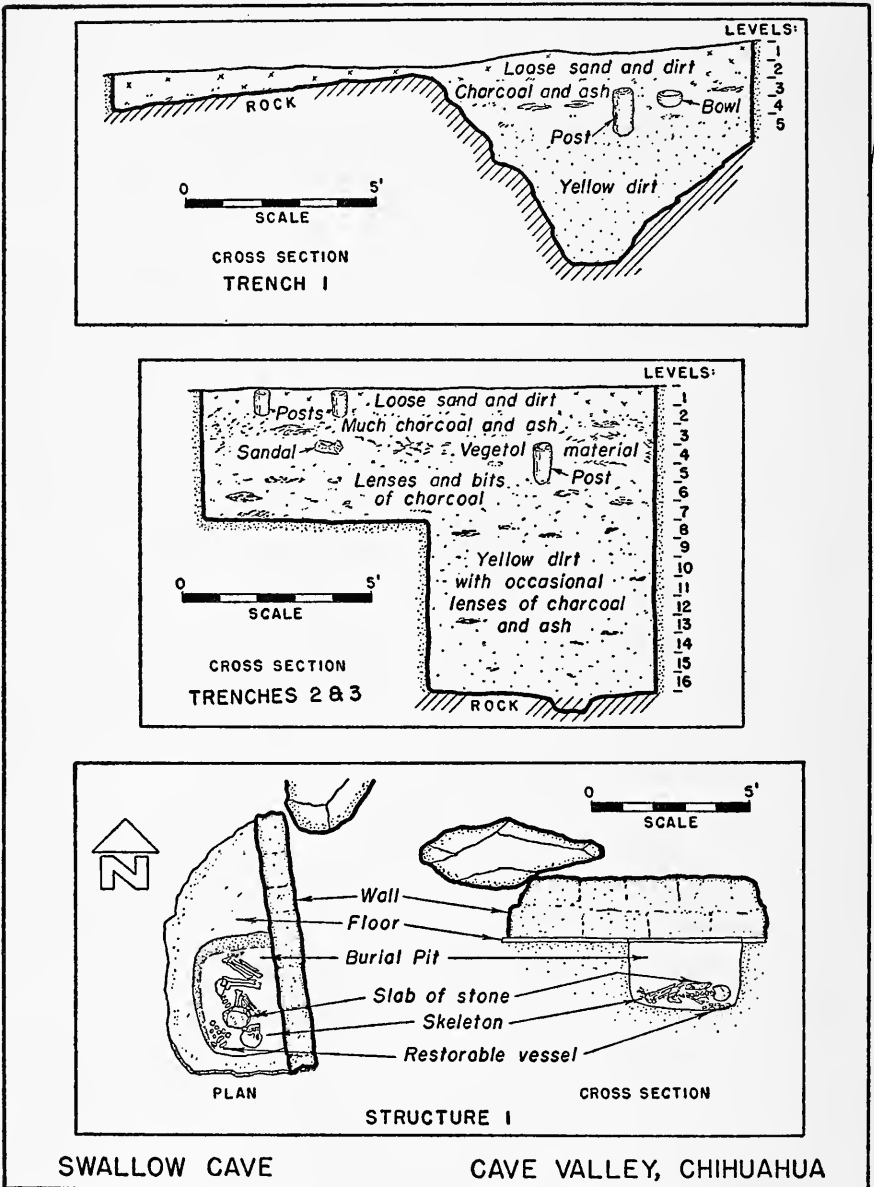 LEVELS:
1
2
3
4
5
Loose sand and dirt
Charcoal and ash
Bowl
Post
ROCK
Yellow dirt
0 5'
SCALE
CROSS SECTION
TRENCH 1
LEVELS:
1
2
3
4
5
6
7
8
9
10
11
12
13
14
15
16
Loose sand and dirt
Posts
Much charcoal and ash
Sandal
Vegetal material
Post
Lenses and bits
of charcoal
Yellow dirt
with occasional
lenses of charcoal
and ash
0 5'
SCALE
CROSS SECTION
TRENCHES 2 & 3
ROCK
0 5'
SCALE
N
Wall
Floor
Burial Pit
Slab of stone
Skeleton
Restorable vessel
PLAN
CROSS SECTION
STRUCTURE 1
SWALLOW CAVE
CAVE VALLEY, CHIHUAHUA